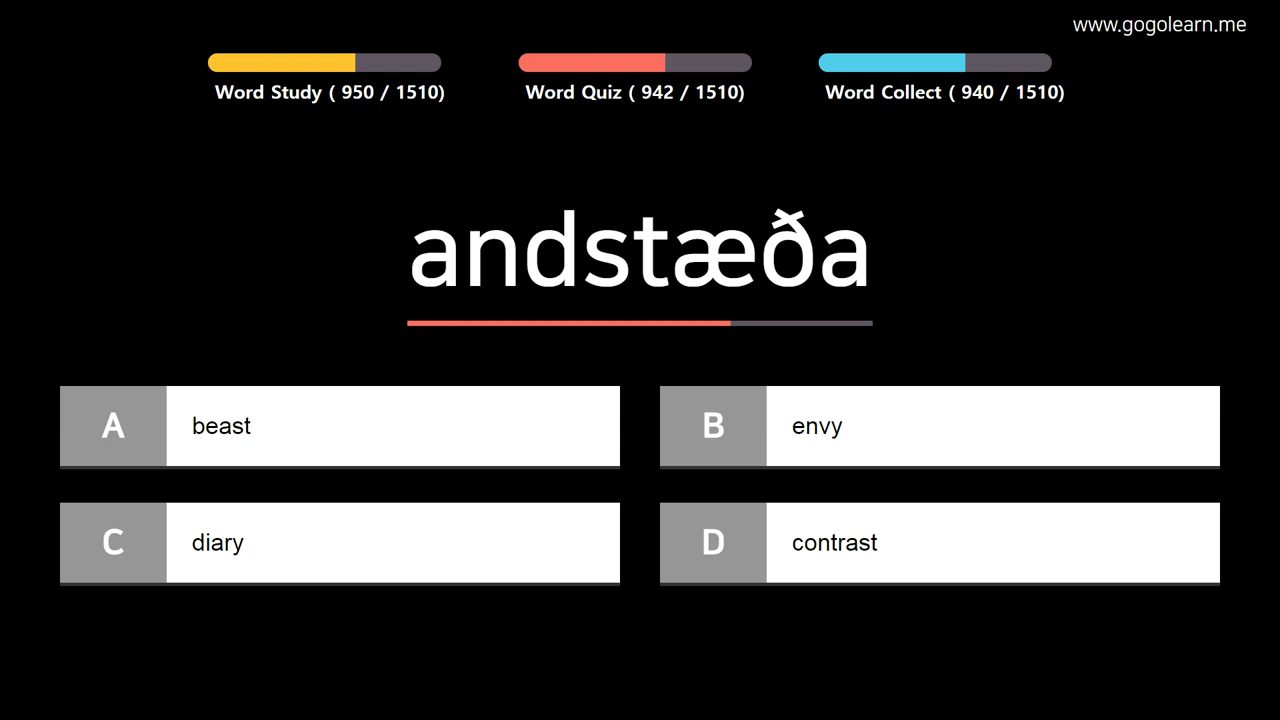 www.gogolearn.me
Word Study ( 950 / 1510)
Word Quiz ( 942 / 1510)
Word Collect ( 940 / 1510)
andstæða
A beast
B envy
C diary
D contrast